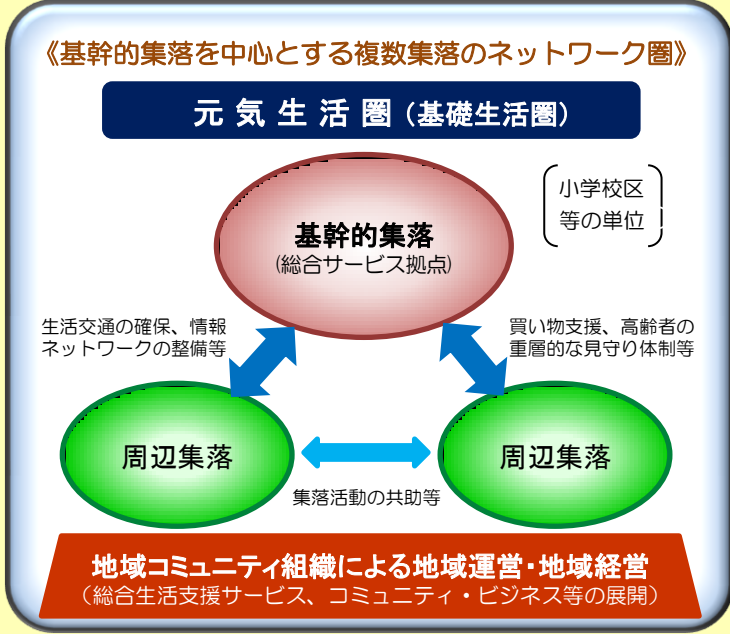 《基幹的集落を中心とする複数集落のネットワーク圏》
元気生活圏（基礎生活圏）
小学校区
等の単位
基幹的集落
(総合サービス拠点)
生活交通の確保、情報
ネットワークの整備等
買い物支援、高齢者の
重層的な見守り体制等
周辺集落
周辺集落
集落活動の共助等
地域コミュニティ組織による地域運営・地域経営
（総合生活支援サービス、コミュニティ・ビジネス等の展開）